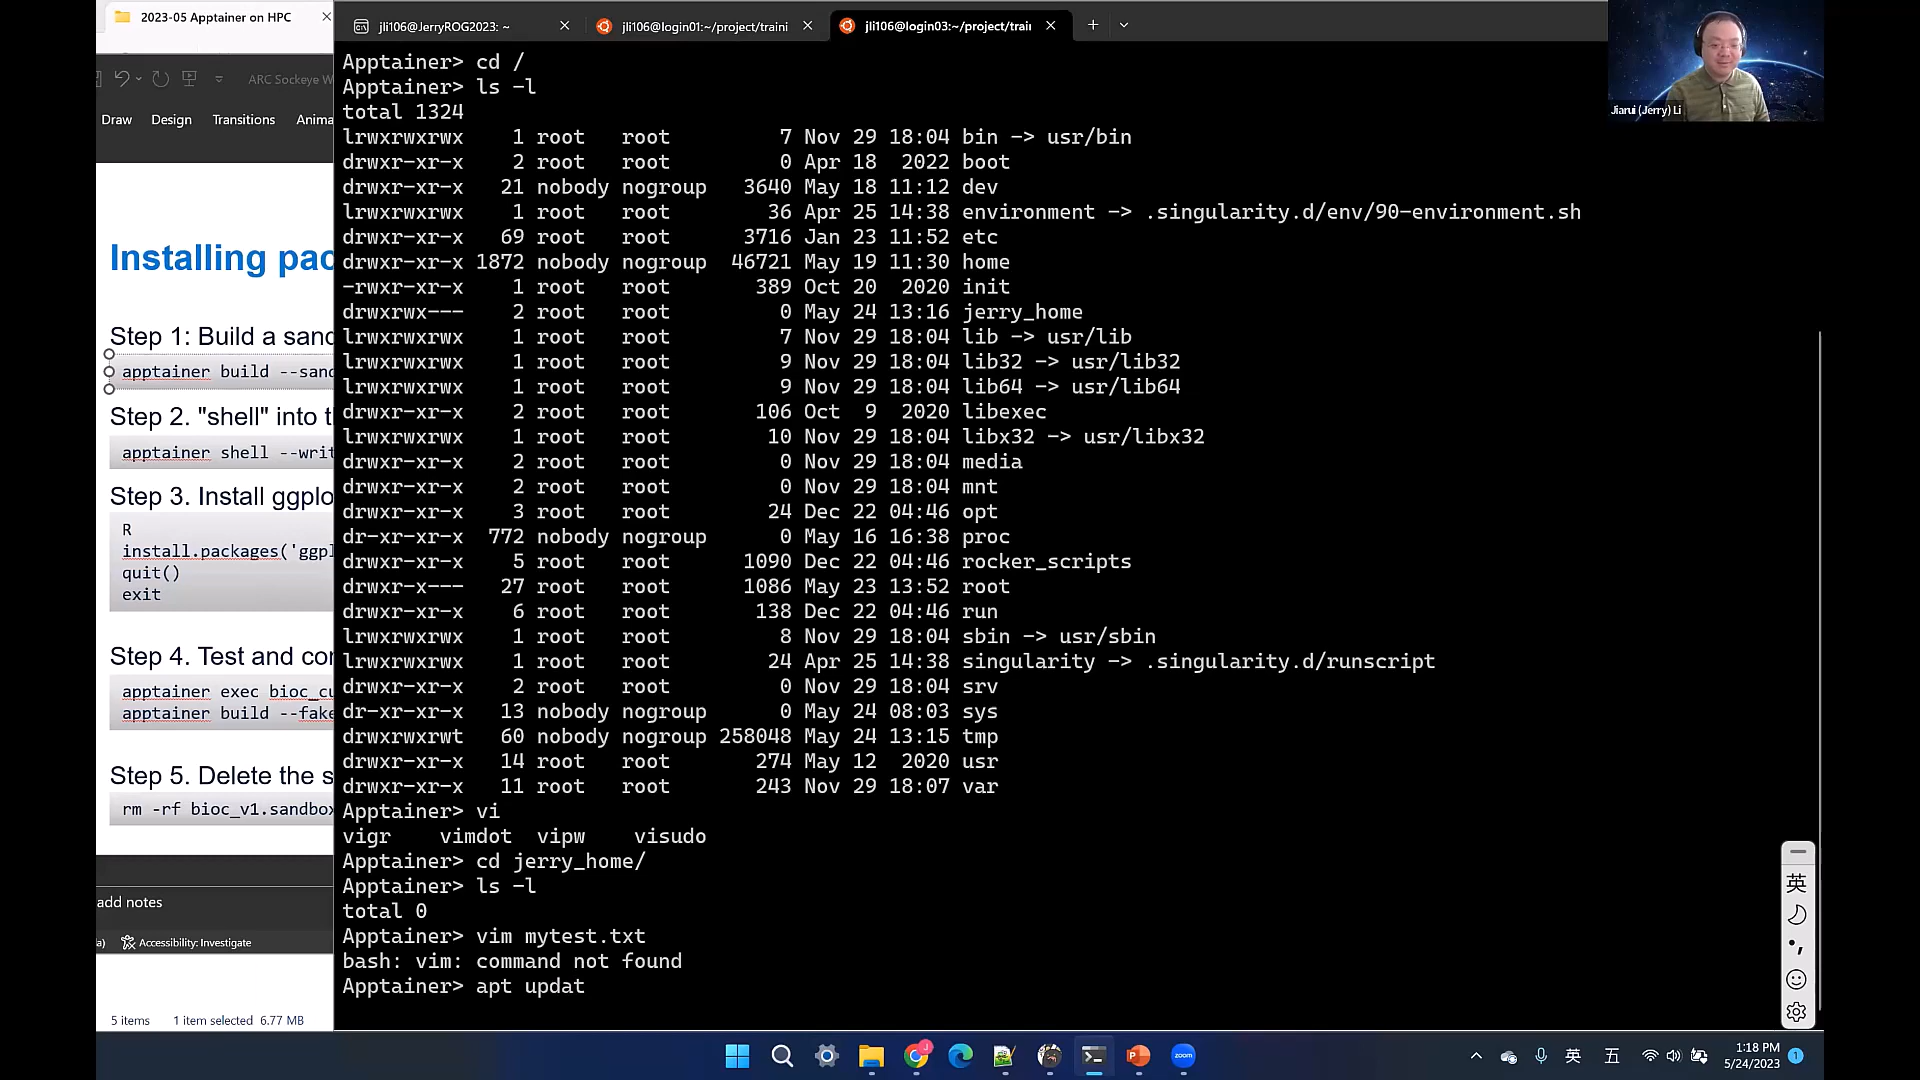 2023-05 Apptainer on HPC
jli106@JerryROG2023: ~
jli106@login01:~/project/traini
jli106@login03:~/project/train
ARC Sockeye W
Draw Design Transitions Anima
Installing pac
Step 1: Build a sand
apptainer build --sand
Step 2. "shell" into t
apptainer shell --writ
Step 3. Install ggplo
R
install.packages('ggpl
quit()
exit
Step 4. Test and con
apptainer exec bioc_cu
apptainer build --fake
Step 5. Delete the s
rm -rf bioc_v1.sandbox
add notes
Accessibility: Investigate
5 items 1 item selected 6.77 MB
Apptainer> cd /
Apptainer> ls -l
total 1324
lrwxrwxrwx 1 root root 7 Nov 29 18:04 bin -> usr/bin
drwxr-xr-x 2 root root 0 Apr 18 2022 boot
drwxr-xr-x 21 nobody nogroup 3640 May 18 11:12 dev
lrwxrwxrwx 1 root root 36 Apr 25 14:38 environment -> .singularity.d/env/90-environment.sh
drwxr-xr-x 69 root root 3716 Jan 23 11:52 etc
drwxr-xr-x 1872 nobody nogroup 46721 May 19 11:30 home
-rwxr-xr-x 1 root root 389 Oct 20 2020 init
drwxrwx--- 2 root root 0 May 24 13:16 jerry_home
lrwxrwxrwx 1 root root 7 Nov 29 18:04 lib -> usr/lib
lrwxrwxrwx 1 root root 9 Nov 29 18:04 lib32 -> usr/lib32
lrwxrwxrwx 1 root root 9 Nov 29 18:04 lib64 -> usr/lib64
drwxr-xr-x 2 root root 106 Oct 9 2020 libexec
lrwxrwxrwx 1 root root 10 Nov 29 18:04 libx32 -> usr/libx32
drwxr-xr-x 2 root root 0 Nov 29 18:04 media
drwxr-xr-x 2 root root 0 Nov 29 18:04 mnt
drwxr-xr-x 3 root root 24 Dec 22 04:46 opt
dr-xr-xr-x 772 nobody nogroup 0 May 16 16:38 proc
drwxr-xr-x 5 root root 1090 Dec 22 04:46 rocker_scripts
drwxr-x--- 27 root root 1086 May 23 13:52 root
drwxr-xr-x 6 root root 138 Dec 22 04:46 run
lrwxrwxrwx 1 root root 8 Nov 29 18:04 sbin -> usr/sbin
lrwxrwxrwx 1 root root 24 Apr 25 14:38 singularity -> .singularity.d/runscript
drwxr-xr-x 2 root root 0 Nov 29 18:04 srv
dr-xr-xr-x 13 nobody nogroup 0 May 24 08:03 sys
drwxrwxrwt 60 nobody nogroup 258048 May 24 13:15 tmp
drwxr-xr-x 14 root root 274 May 12 2020 usr
drwxr-xr-x 11 root root 243 Nov 29 18:07 var
Apptainer> vi
vigr vimdot vipw visudo
Apptainer> cd jerry_home/
Apptainer> ls -l
total 0
Apptainer> vim mytest.txt
bash: vim: command not found
Apptainer> apt updat
Jiarui (Jerry) Li
英
zoom
英
五
1:18 PM
5/24/2023
1